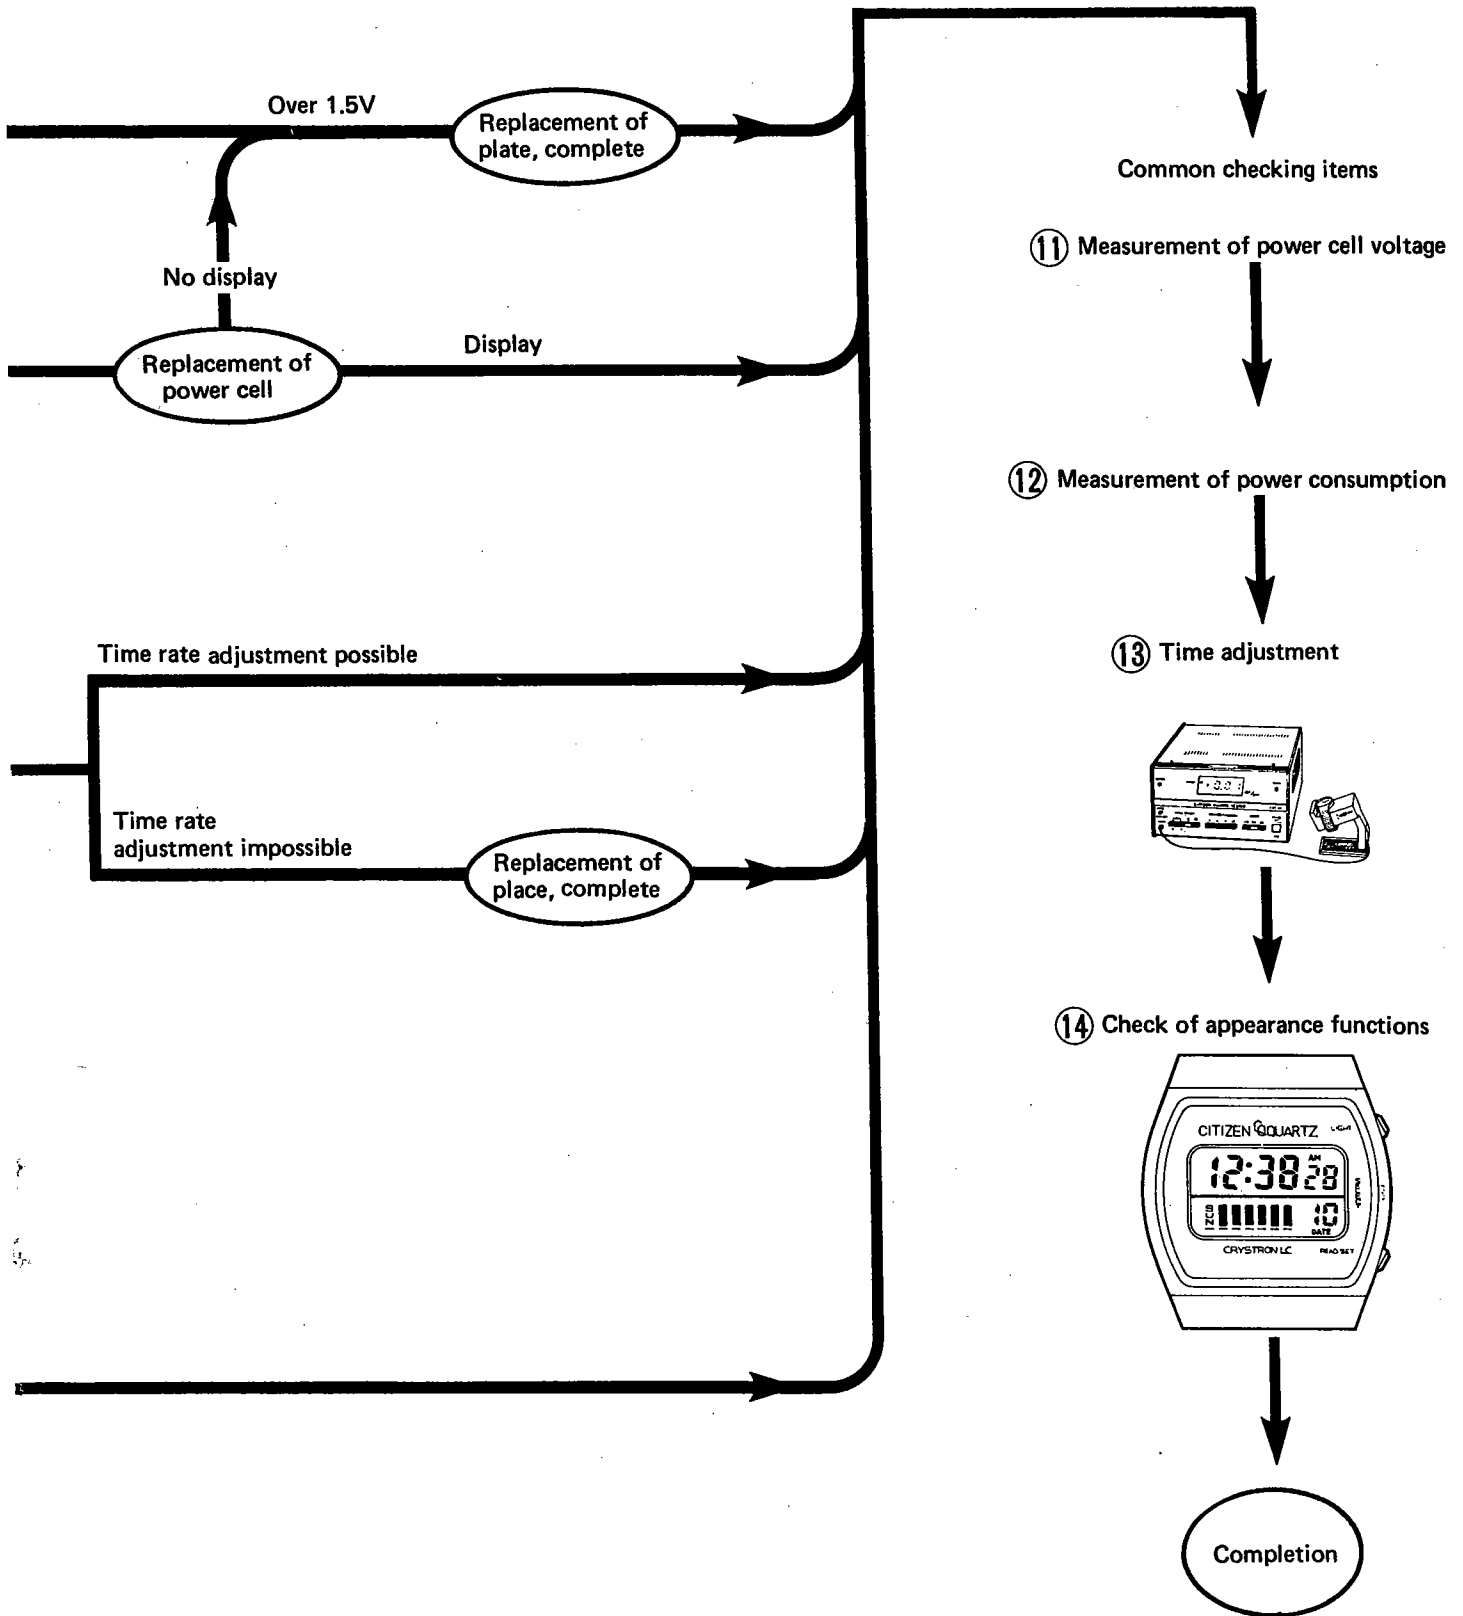 Over 1.5V
Replacement of
plate, complete
No display
Replacement of
power cell
Display
Time rate adjustment possible
Time rate
adjustment impossible
Replacement of
place, complete
Common checking items
⑪ Measurement of power cell voltage
⑫ Measurement of power consumption
⑬ Time adjustment
⑭ Check of appearance functions
CITIZEN QUARTZ LIGHT
AM
12:38 28
10
DATE
CRYSTRON LC READ SET
Completion